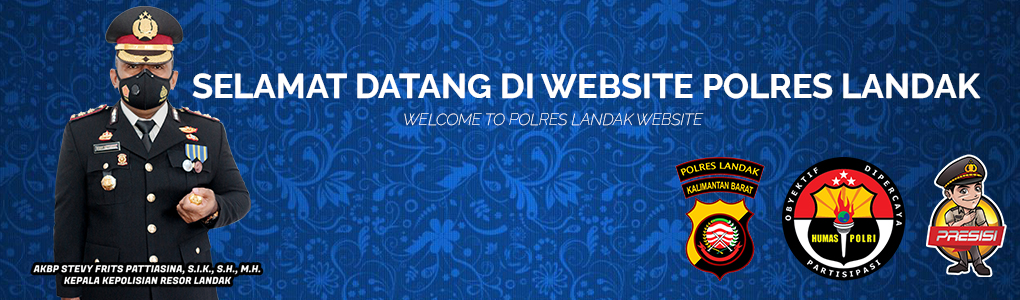 SELAMAT DATANG DI WEBSITE POLRES LANDAK
WELCOME TO POLRES LANDAK WEBSITE
POLRES LANDAK
KALIMANTAN BARAT
OBYEKTIF
DIPERCAYA
HUMAS POLRI
PARTISIPASI
PRESISI
AKBP STEVY FRITS PATTIASINA, S.I.K., S.H., M.H.
KEPALA KEPOLISIAN RESOR LANDAK